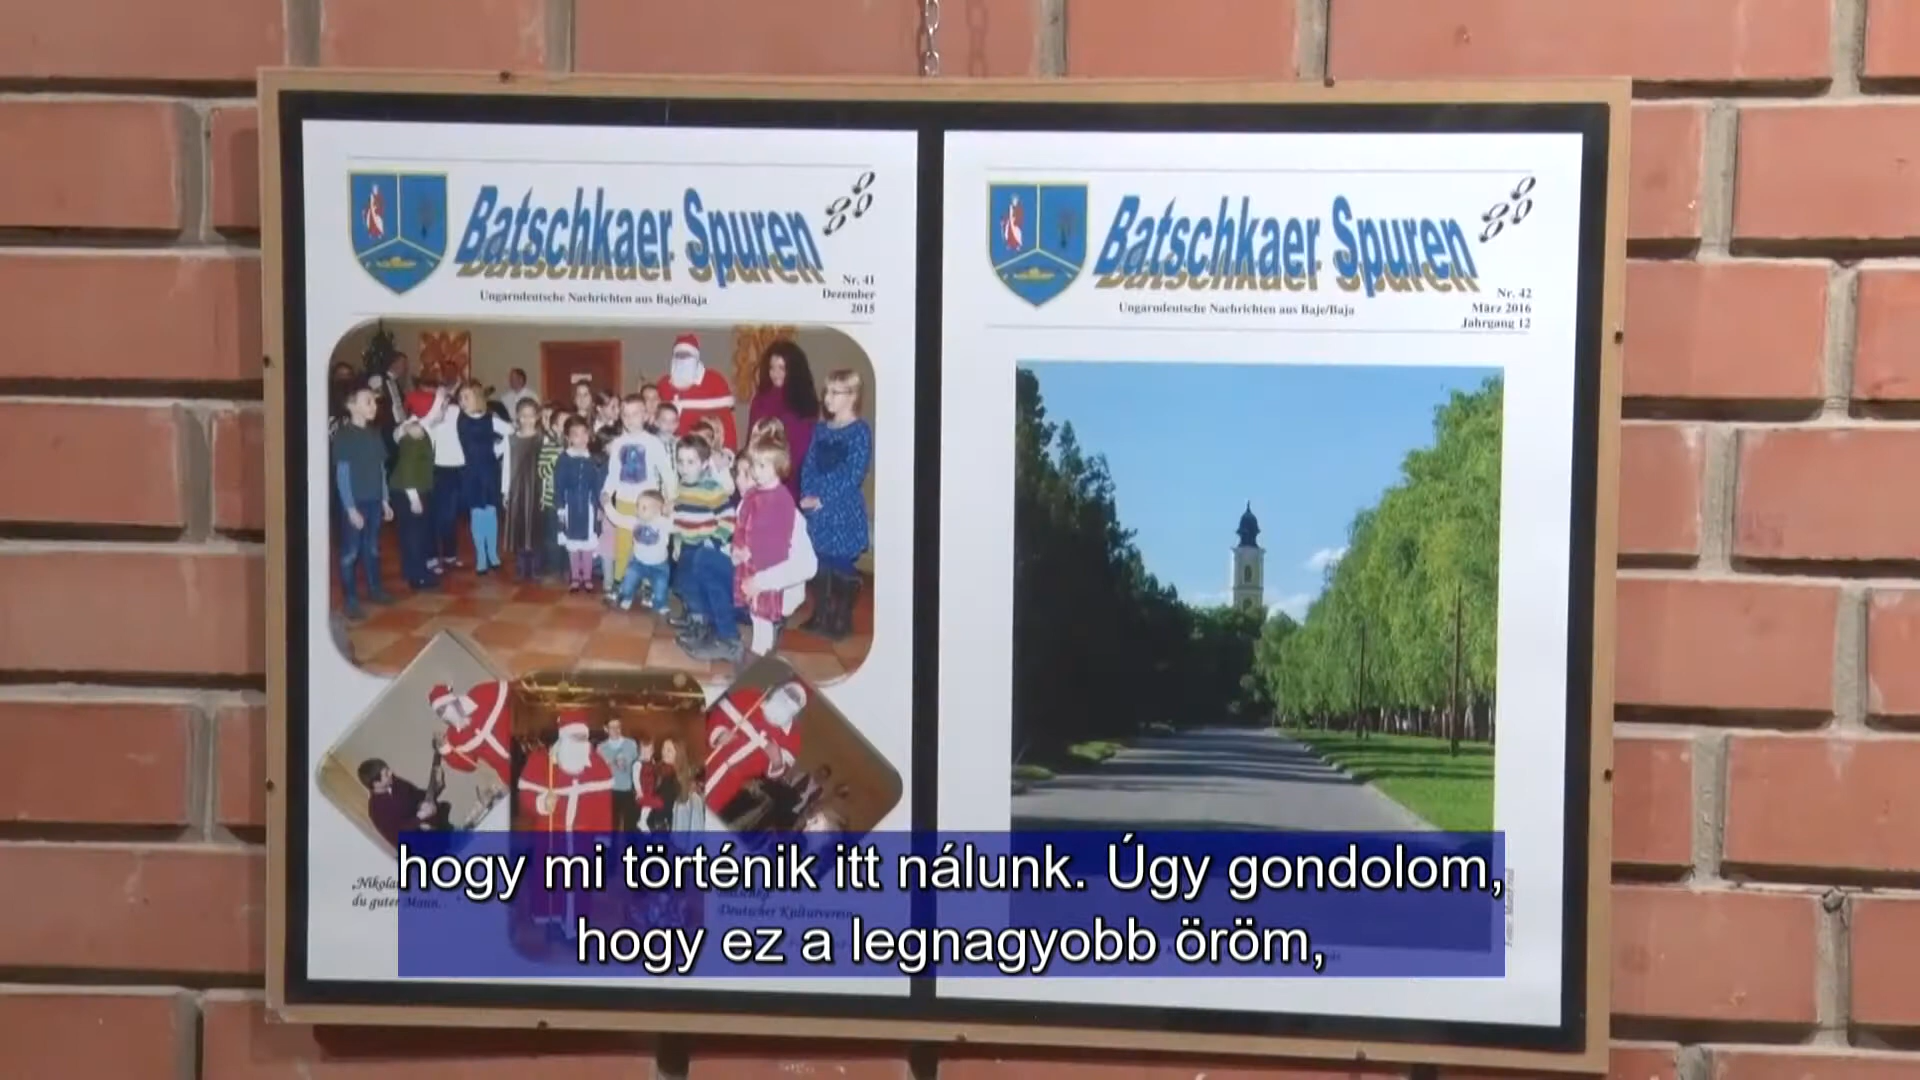 Batschkaer Spuren
Ungarndeutsche Nachrichten aus Baje/Baja
Nr. 41
Dezember
2015
Batschkaer Spuren
Ungarndeutsche Nachrichten aus Baje/Baja
Nr. 42
März 2016
Jahrgang 12
du guter Mann
Deutscher Kulturverein
hogy mi történik itt nálunk. Úgy gondolom,
hogy ez a legnagyobb öröm,